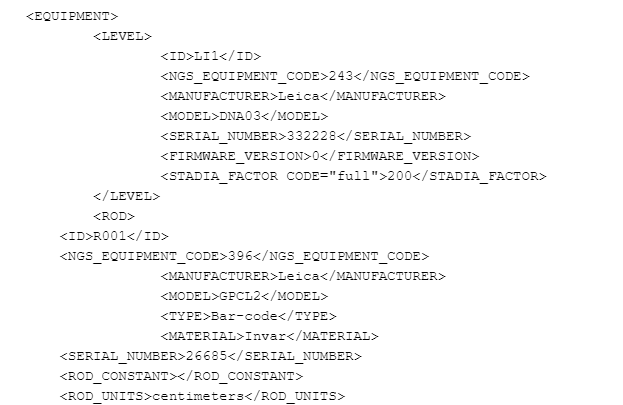 <EQUIPMENT>
<LEVEL>
<ID>LI1</ID>
<NGS_EQUIPMENT_CODE>243</NGS_EQUIPMENT_CODE>
<MANUFACTURER>Leica</MANUFACTURER>
<MODEL>DNA03</MODEL>
<SERIAL_NUMBER>332228</SERIAL_NUMBER>
<FIRMWARE_VERSION>0</FIRMWARE_VERSION>
<STADIA_FACTOR CODE="full">200</STADIA_FACTOR>
</LEVEL>
<ROD>
<ID>R001</ID>
<NGS_EQUIPMENT_CODE>396</NGS_EQUIPMENT_CODE>
<MANUFACTURER>Leica</MANUFACTURER>
<MODEL>GPCL2</MODEL>
<TYPE>Bar-code</TYPE>
<MATERIAL>Invar</MATERIAL>
<SERIAL_NUMBER>26685</SERIAL_NUMBER>
<ROD_CONSTANT></ROD_CONSTANT>
<ROD_UNITS>centimeters</ROD_UNITS>